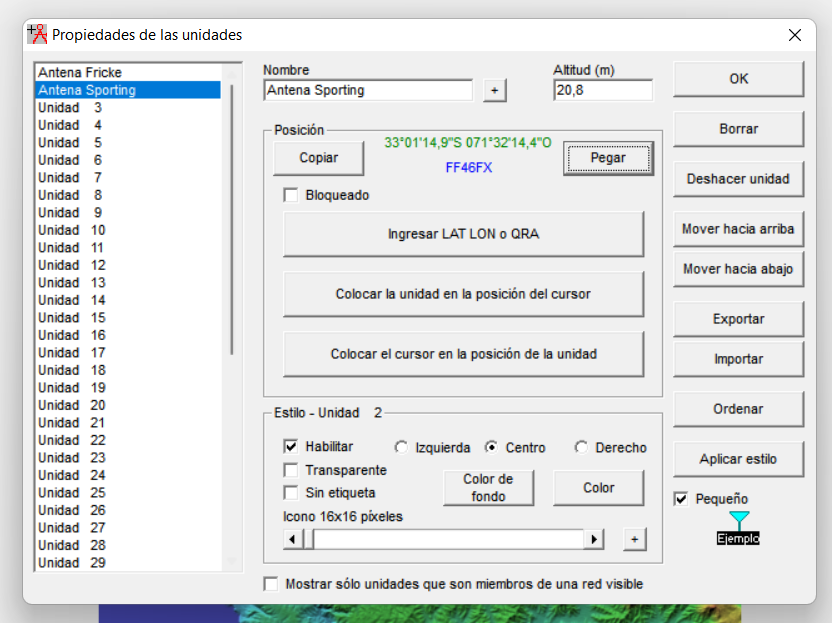 Propiedades de las unidades
Antena Fricke
Antena Sporting
Unidad 3
Unidad 4
Unidad 5
Unidad 6
Unidad 7
Unidad 8
Unidad 9
Unidad 10
Unidad 11
Unidad 12
Unidad 13
Unidad 14
Unidad 15
Unidad 16
Unidad 17
Unidad 18
Unidad 19
Unidad 20
Unidad 21
Unidad 22
Unidad 23
Unidad 24
Unidad 25
Unidad 26
Unidad 27
Unidad 28
Unidad 29
Nombre
Antena Sporting
+
Altitud (m)
20,8
Posición
Copiar
33°01'14,9"S 071°32'14,4"O
FF46FX
Pegar
Bloqueado
Ingresar LAT LON o QRA
Colocar la unidad en la posición del cursor
Colocar el cursor en la posición de la unidad
Estilo - Unidad 2
Habilitar
Izquierda
Centro
Derecho
Transparente
Sin etiqueta
Color de
fondo
Color
Icono 16x16 píxeles
+
Mostrar sólo unidades que son miembros de una red visible
OK
Borrar
Deshacer unidad
Mover hacia arriba
Mover hacia abajo
Exportar
Importar
Ordenar
Aplicar estilo
Pequeño
Ejemplo